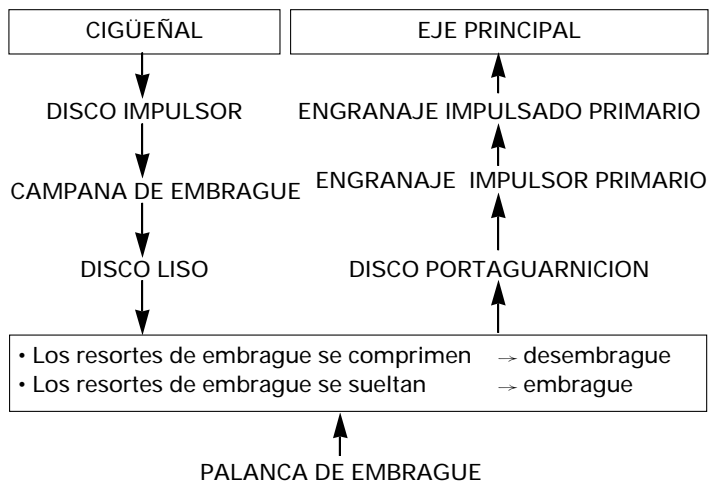 CIGÜEÑAL
EJE PRINCIPAL
DISCO IMPULSOR
ENGRANAJE IMPULSADO PRIMARIO
CAMPANA DE EMBRAGUE
ENGRANAJE IMPULSOR PRIMARIO
DISCO LISO
DISCO PORTAGUARNICION
• Los resortes de embrague se comprimen → desembrague
• Los resortes de embrague se sueltan → embrague
PALANCA DE EMBRAGUE